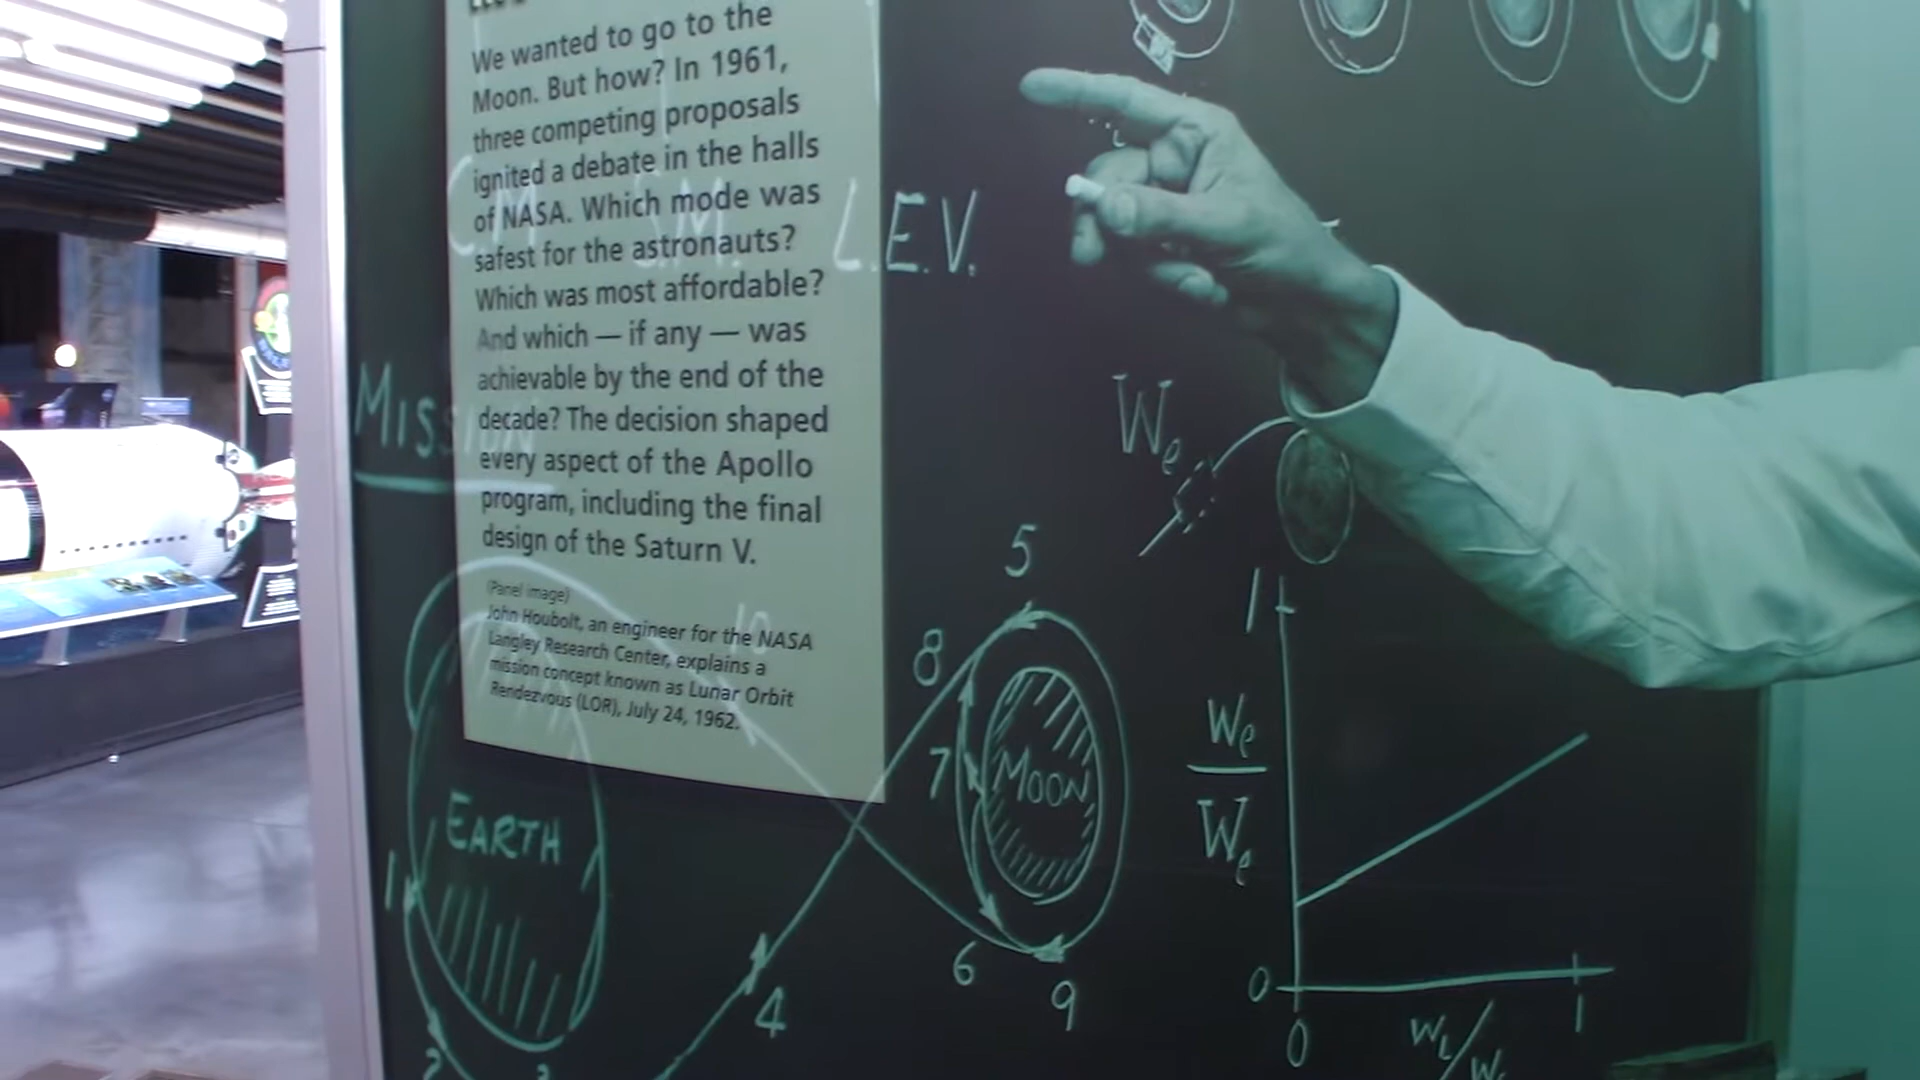 We wanted to go to the
Moon. But how? In 1961,
three competing proposals
ignited a debate in the halls
of NASA. Which mode was
safest for the astronauts?
Which was most affordable?
And which — if any — was
achievable by the end of the
decade? The decision shaped
every aspect of the Apollo
program, including the final
design of the Saturn V.
(Panel image)
John Houbolt, an engineer for the NASA
Langley Research Center, explains a
mission concept known as Lunar Orbit
Rendezvous (LOR), July 24, 1962.
C.M. S.M. L.E.V.
MISSION
EARTH
MOON
1
2
3
4
5
6
7
8
9
10
We
1
We
We
0
0
1
WL/